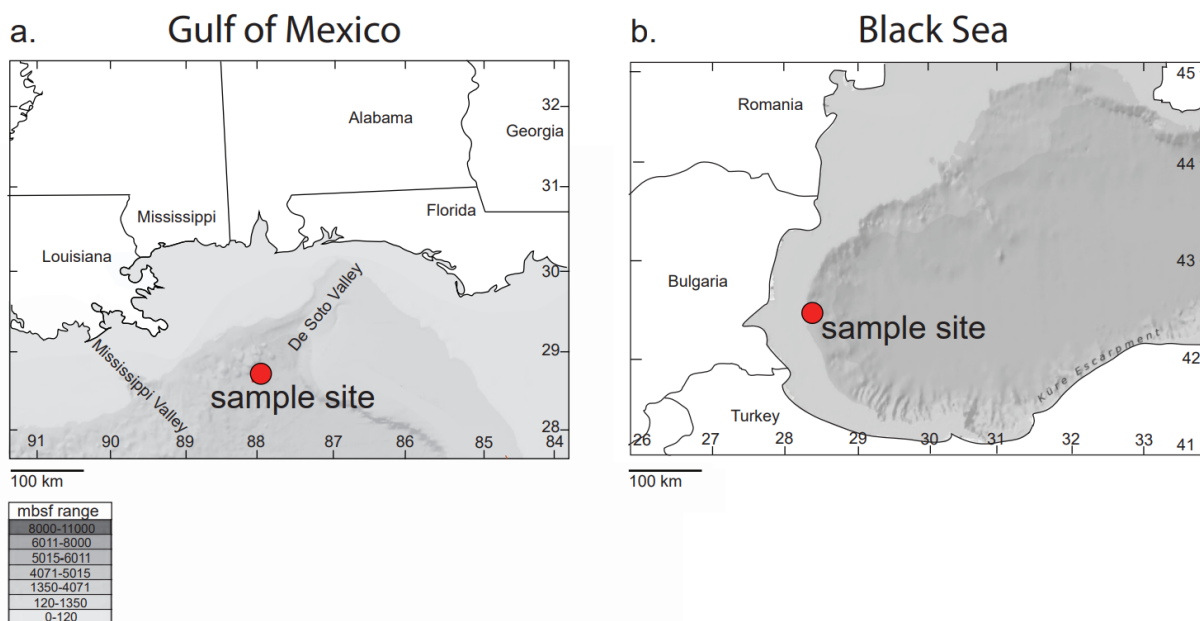 a.
Gulf of Mexico
Alabama
Georgia
Mississippi
Florida
Louisiana
De Soto Valley
Mississippi Valley
sample site
32
31
30
29
28
91 90 89 88 87 86 85 84
100 km
mbsf range
8000-11000
6011-8000
5015-6011
4071-5015
1350-4071
120-1350
0-120
b.
Black Sea
Romania
Bulgaria
Turkey
sample site
Küre Escarpment
45
44
43
42
41
26 27 28 29 30 31 32 33
100 km